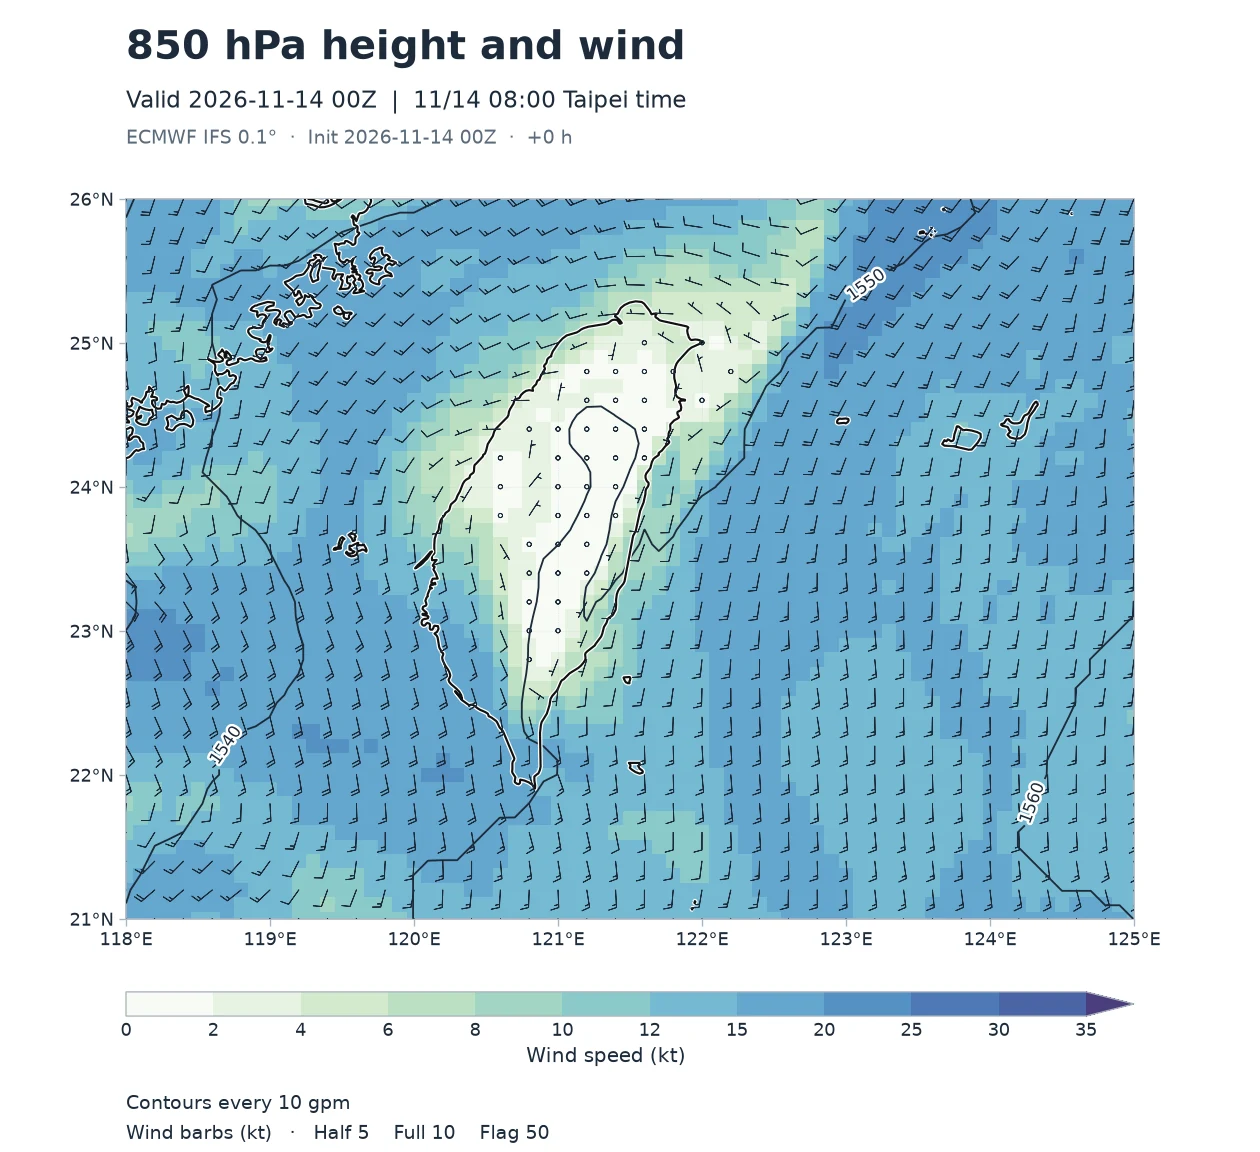 850 hPa height and wind
Valid 2026-11-14 00Z | 11/14 08:00 Taipei time
ECMWF IFS 0.1° · Init 2026-11-14 00Z · +0 h
26°N
25°N
24°N
23°N
22°N
21°N
1550
1540
1560
118°E 119°E 120°E 121°E 122°E 123°E 124°E 125°E
0 2 4 6 8 10 12 15 20 25 30 35
Wind speed (kt)
Contours every 10 gpm
Wind barbs (kt) · Half 5 Full 10 Flag 50